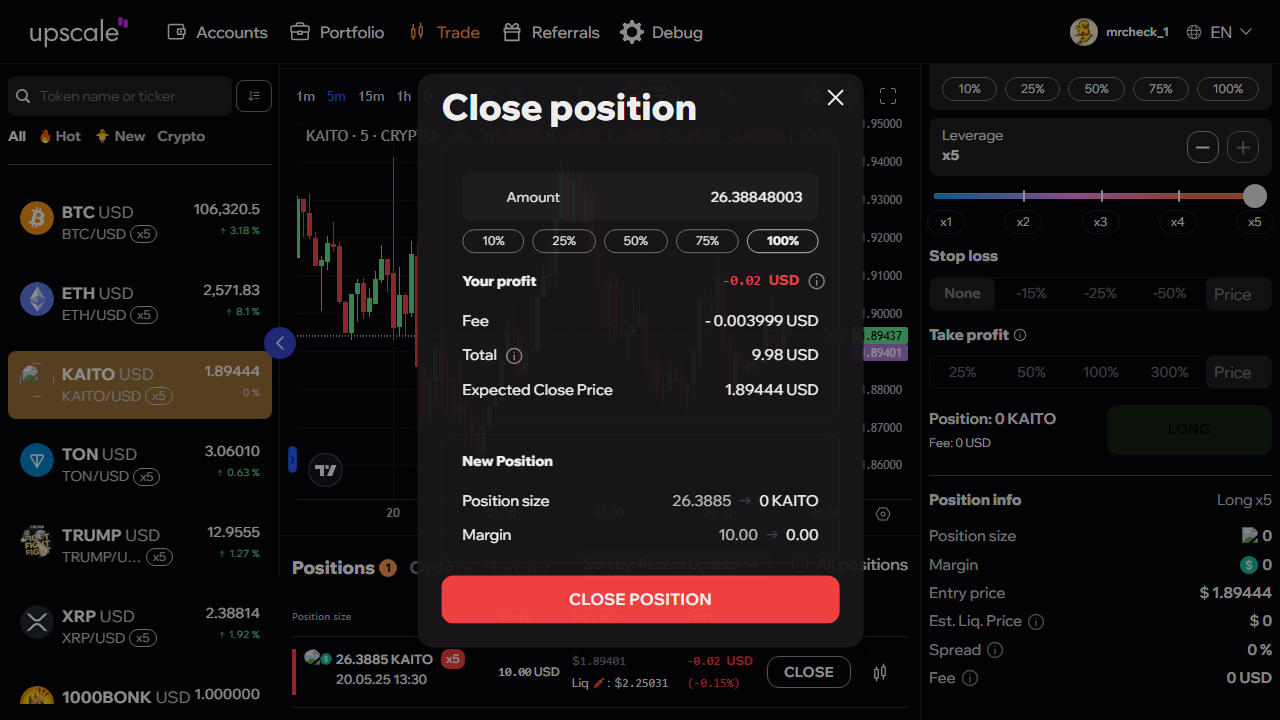 upscale
Accounts
Portfolio
Trade
Referrals
Debug
mrcheck_1
EN
Token name or ticker
All
Hot
New
Crypto
BTC USD
106,320.5
BTC/USD x5
↑ 3.18 %
ETH USD
2,571.83
ETH/USD x5
↑ 8.1 %
KAITO USD
1.89444
KAITO/USD x5
0 %
TON USD
3.06010
TON/USD x5
↑ 0.63 %
TRUMP USD
12.9555
TRUMP/U... x5
↑ 1.27 %
XRP USD
2.38814
XRP/USD x5
↑ 1.92 %
1000BONK USD
1.000000
1m 5m 15m 1h
KAITO · 5 · CRYPTO
1.95000
1.94000
1.93000
1.92000
1.91000
1.90000
1.89437
1.89401
1.88000
1.87000
1.86000
20
Close position
Amount
26.38848003
10% 25% 50% 75% 100%
Your profit
-0.02 USD
Fee
-0.003999 USD
Total
9.98 USD
Expected Close Price
1.89444 USD
New Position
Position size
26.3885 → 0 KAITO
Margin
10.00 → 0.00
CLOSE POSITION
Positions 1
Orders
History
Sort by: Recent Update
All positions
Position size
26.3885 KAITO x5
20.05.25 13:30
10.00 USD
$1.89401
Liq : $2.25031
-0.02 USD
(-0.15%)
CLOSE
10% 25% 50% 75% 100%
Leverage
x5
x1 x2 x3 x4 x5
Stop loss
None -15% -25% -50% Price
Take profit
25% 50% 100% 300% Price
Position: 0 KAITO
Fee: 0 USD
LONG
Position info
Long x5
Position size
0
Margin
0
Entry price
$ 1.89444
Est. Liq. Price
$ 0
Spread
0 %
Fee
0 USD